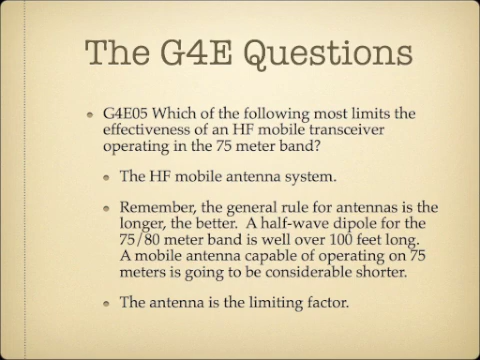 The G4E Questions
G4E05 Which of the following most limits the
effectiveness of an HF mobile transceiver
operating in the 75 meter band?
The HF mobile antenna system.
Remember, the general rule for antennas is the
longer, the better. A half-wave dipole for the
75/80 meter band is well over 100 feet long.
A mobile antenna capable of operating on 75
meters is going to be considerable shorter.
The antenna is the limiting factor.